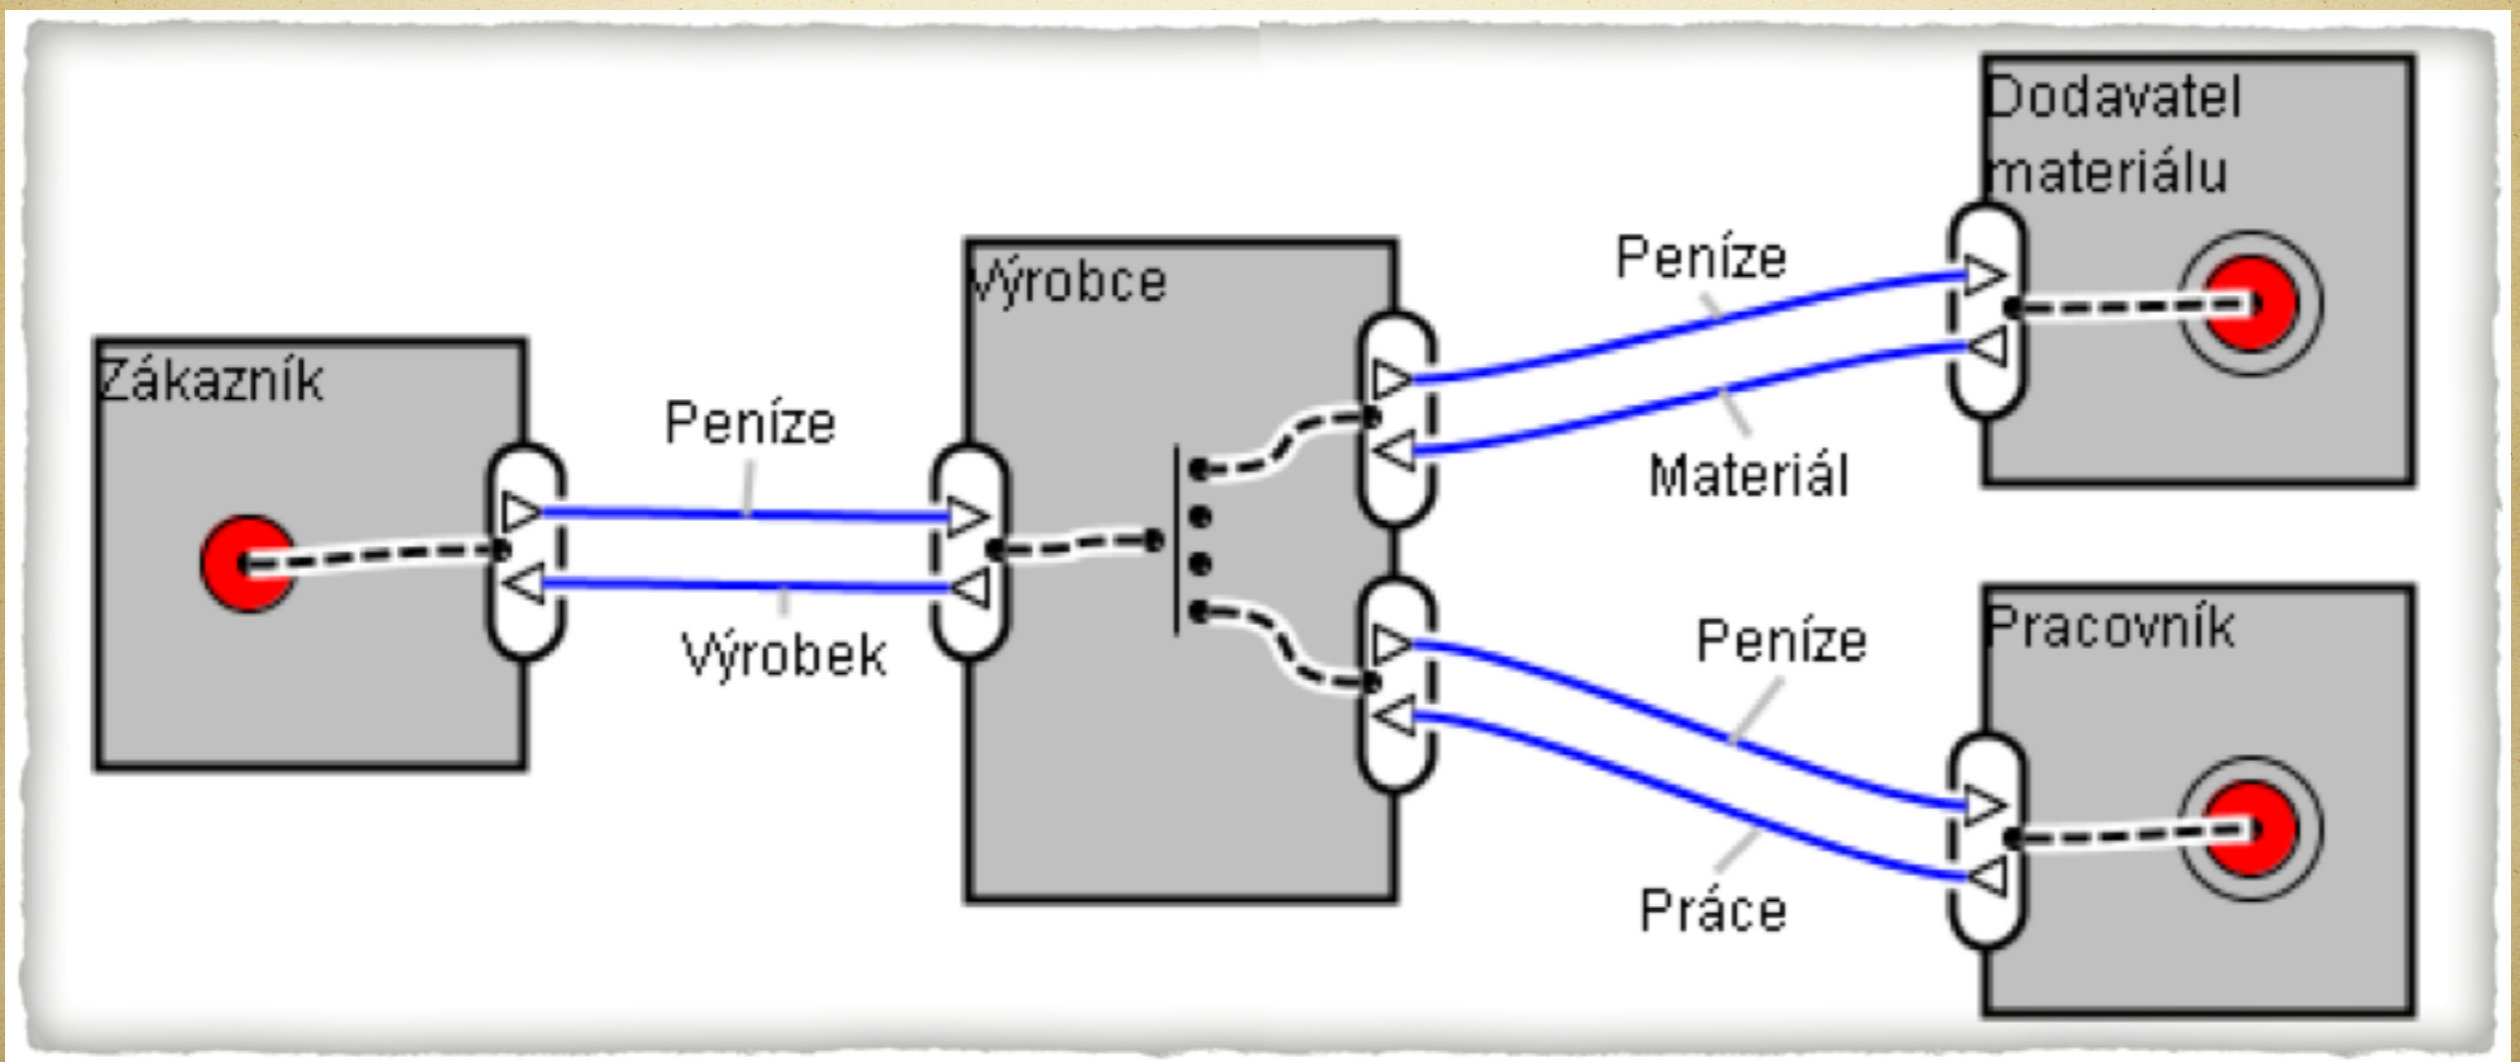 Zákazník
Peníze
Výrobek
Výrobce
Peníze
Materiál
Dodavatel
materiálu
Peníze
Práce
Pracovník